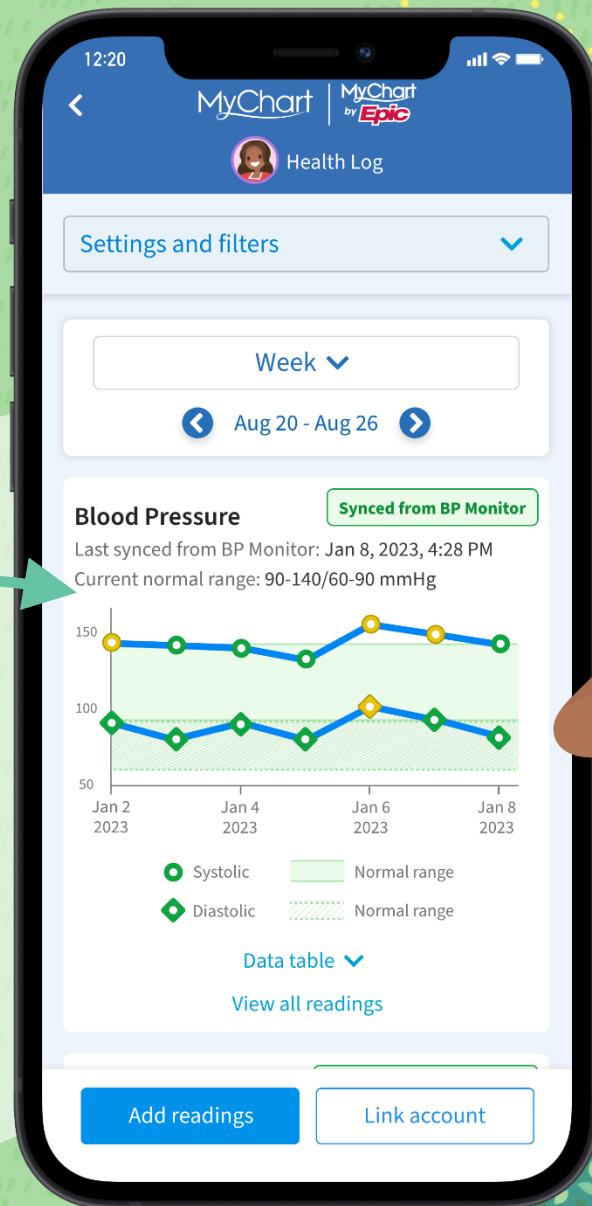 12:20
MyChart MyChart
by Epic
Health Log
Settings and filters
Week
Aug 20 - Aug 26
Blood Pressure
Synced from BP Monitor
Last synced from BP Monitor: Jan 8, 2023, 4:28 PM
Current normal range: 90-140/60-90 mmHg
150
100
50
Jan 2 Jan 4 Jan 6 Jan 8
2023 2023 2023 2023
Systolic Normal range
Diastolic Normal range
Data table
View all readings
Add readings Link account